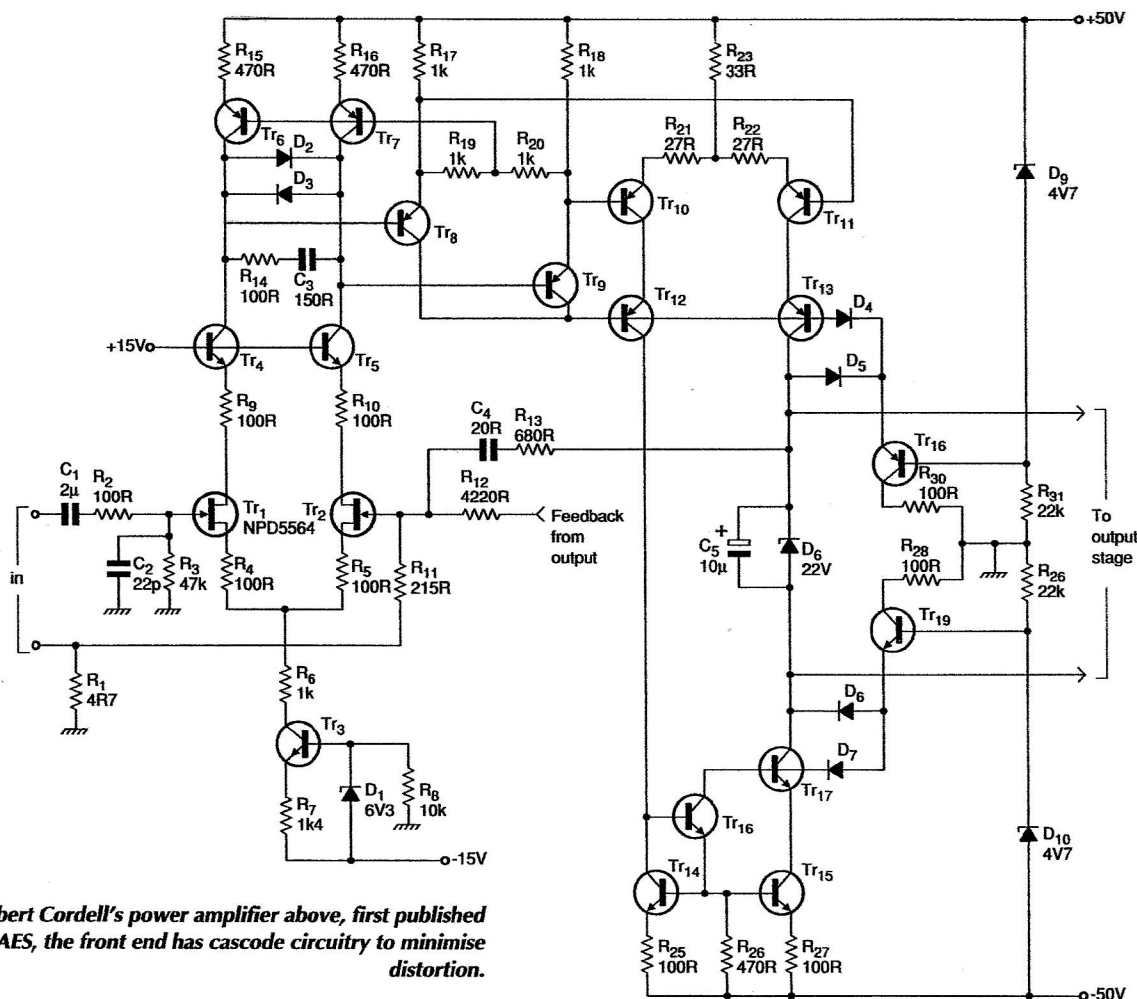 +50V
R15
470R
R16
470R
R17
1k
R18
1k
R23
33R
Tr6
Tr7
D2
D3
R19
1k
R20
1k
R21
27R
R22
27R
D9
4V7
Tr8
Tr10
Tr11
R14
100R
C3
150R
Tr9
Tr12
Tr13
D4
+15V
Tr4
Tr5
D5
R9
100R
R10
100R
C4
20R
R13
680R
Tr16
C1
2μ
R2
100R
Tr1
NPD5564
Tr2
R12
4220R
Feedback
from
output
R30
100R
R31
22k
To
output
stage
in
C2
22p
R3
47k
R4
100R
R5
100R
R11
215R
+
C5
10μ
D6
22V
R28
100R
R26
22k
Tr19
R1
4R7
R6
1k
D6
Tr3
D7
R7
1k4
D1
6V3
R8
10k
Tr17
Tr16
D10
4V7
-15V
Tr14
Tr15
R25
100R
R26
470R
R27
100R
-50V
bert Cordell's power amplifier above, first published
AES, the front end has cascode circuitry to minimise
distortion.